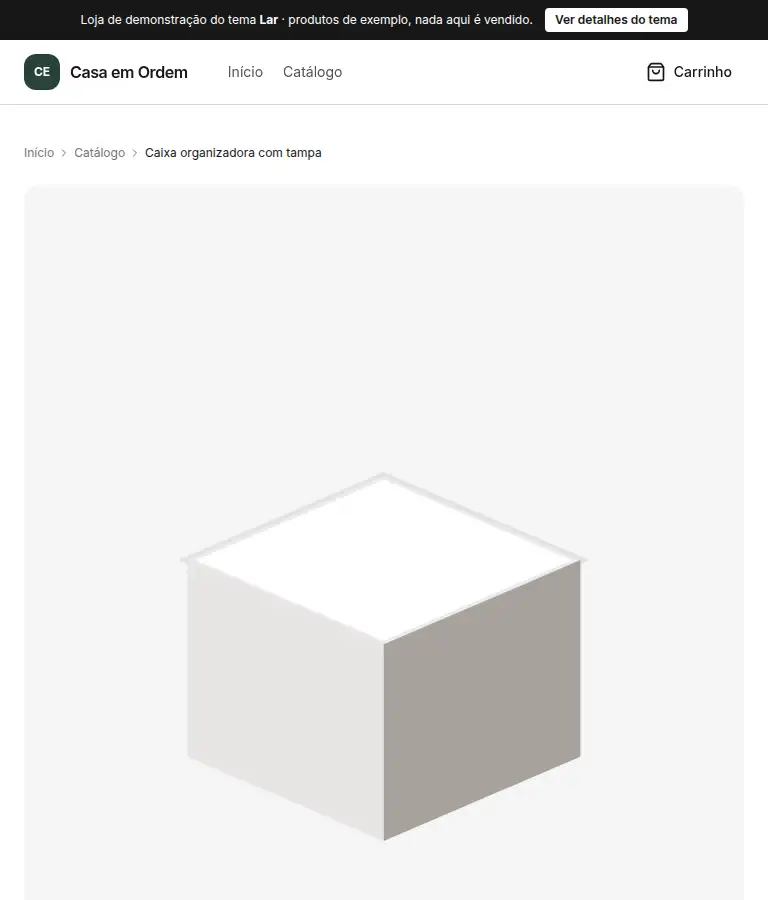 Loja de demonstração do tema Lar · produtos de exemplo, nada aqui é vendido. Ver detalhes do tema
CE Casa em Ordem Início Catálogo Carrinho
Início > Catálogo > Caixa organizadora com tampa